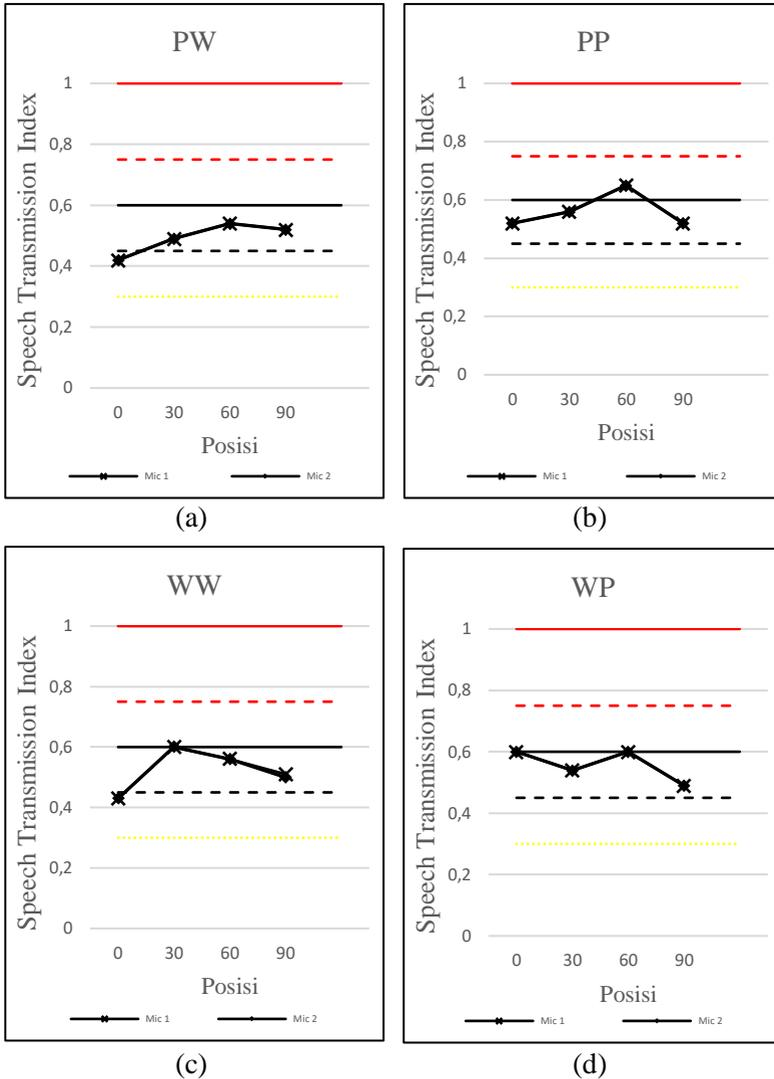 PW
Speech Transmission Index
1
0,8
0,6
0,4
0,2
0
0 30 60 90
Posisi
Mic 1 Mic 2
(a)
PP
Speech Transmission Index
1
0,8
0,6
0,4
0,2
0
0 30 60 90
Posisi
Mic 1 Mic 2
(b)
WW
Speech Transmission Index
1
0,8
0,6
0,4
0,2
0
0 30 60 90
Posisi
Mic 1 Mic 2
(c)
WP
Speech Transmission Index
1
0,8
0,6
0,4
0,2
0
0 30 60 90
Posisi
Mic 1 Mic 2
(d)